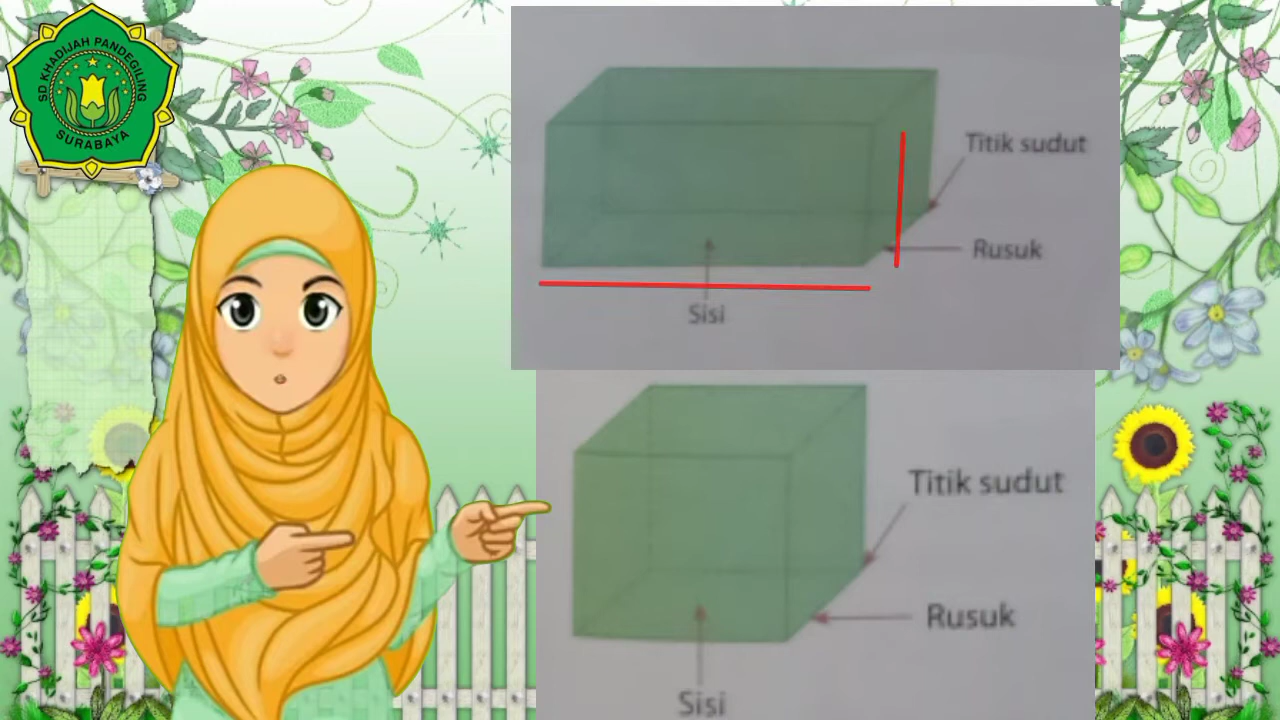 SD KHADIJAH PANDEGILING
SURABAYA
Titik sudut
Rusuk
Sisi
Titik sudut
Rusuk
Sisi